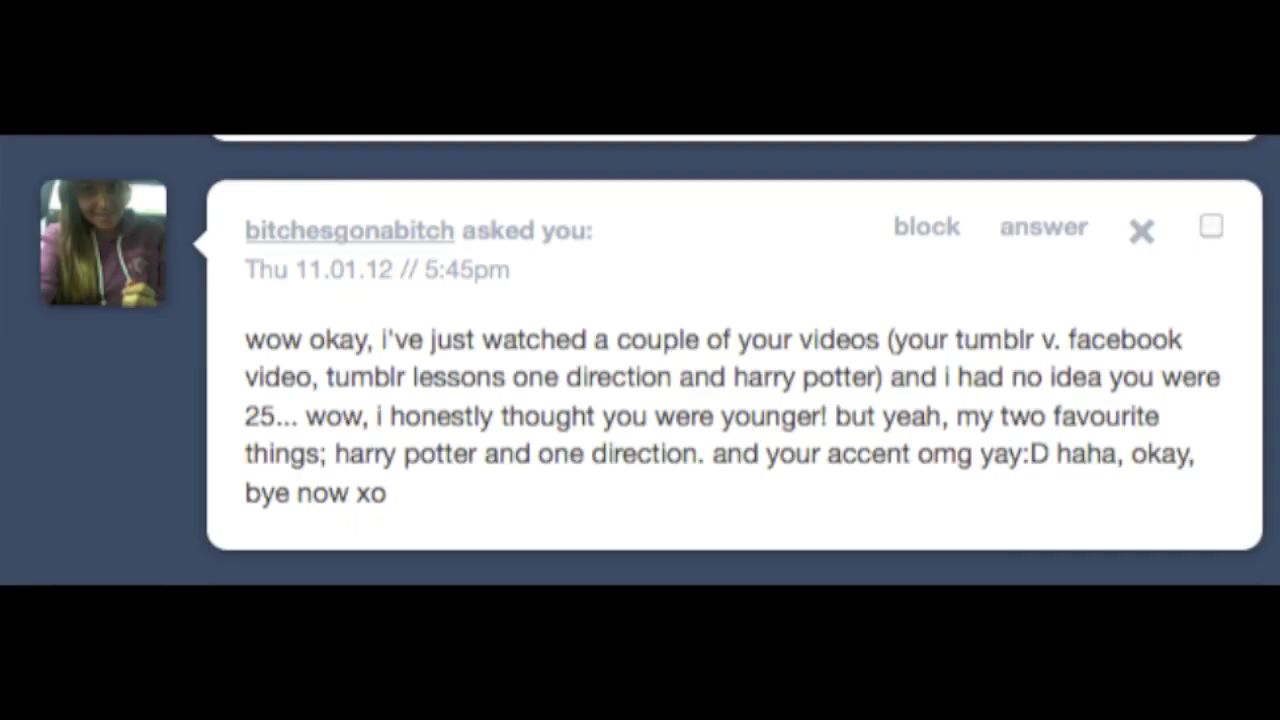 bitchesgonabitch asked you: block answer
Thu 11.01.12 // 5:45pm
wow okay, i've just watched a couple of your videos (your tumblr v. facebook
video, tumblr lessons one direction and harry potter) and i had no idea you were
25... wow, i honestly thought you were younger! but yeah, my two favourite
things; harry potter and one direction. and your accent omg yay:D haha, okay,
bye now xo